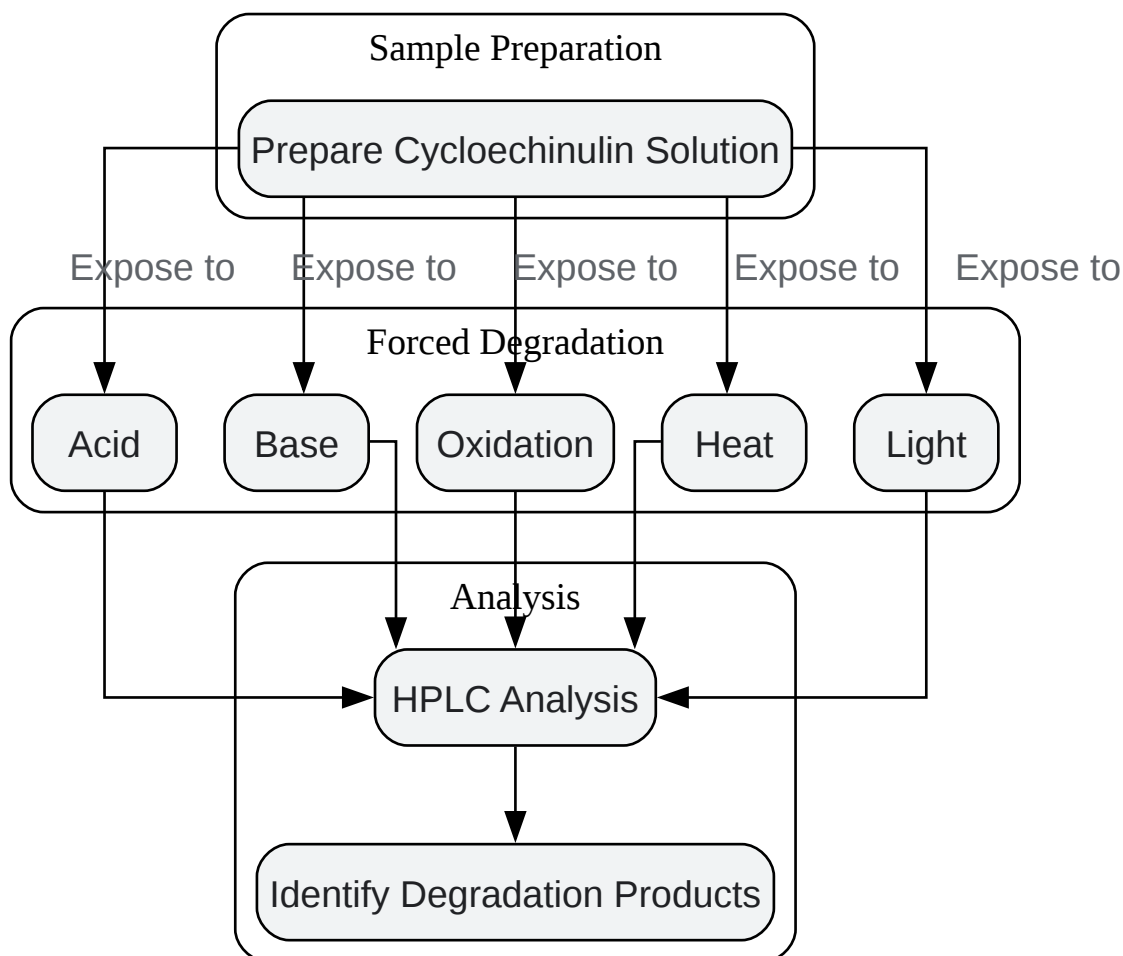 Sample Preparation
Prepare Cycloechinulin Solution
Expose to
Expose to
Expose to
Expose to
Expose to
Forced Degradation
Acid
Base
Oxidation
Heat
Light
Analysis
HPLC Analysis
Identify Degradation Products